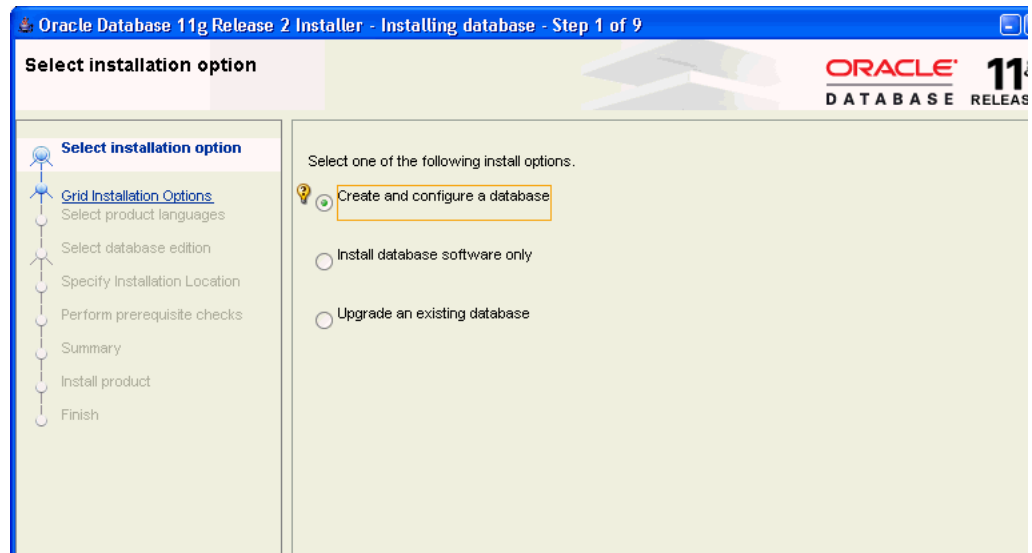 Oracle Database 11g Release 2 Installer - Installing database - Step 1 of 9
Select installation option
ORACLE
DATABASE
11
Select installation option
Grid Installation Options
Select product languages
Select database edition
Specify Installation Location
Perform prerequisite checks
Summary
Install product
Finish
Select one of the following install options.
Create and configure a database
Install database software only
Upgrade an existing database